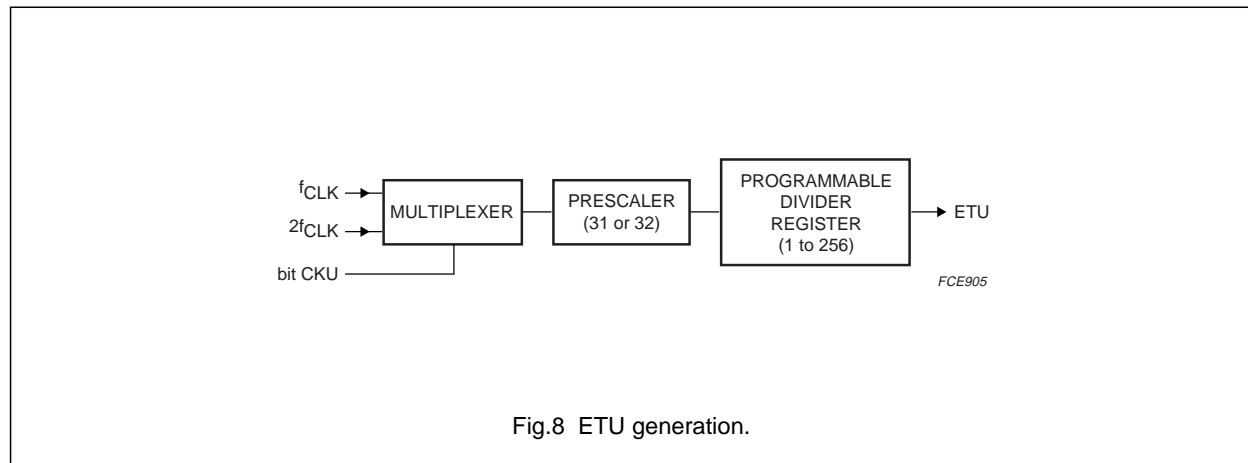 fCLK
2fCLK
bit CKU
MULTIPLEXER
PRESCALER
(31 or 32)
PROGRAMMABLE
DIVIDER
REGISTER
(1 to 256)
ETU
FCE905
Fig.8 ETU generation.